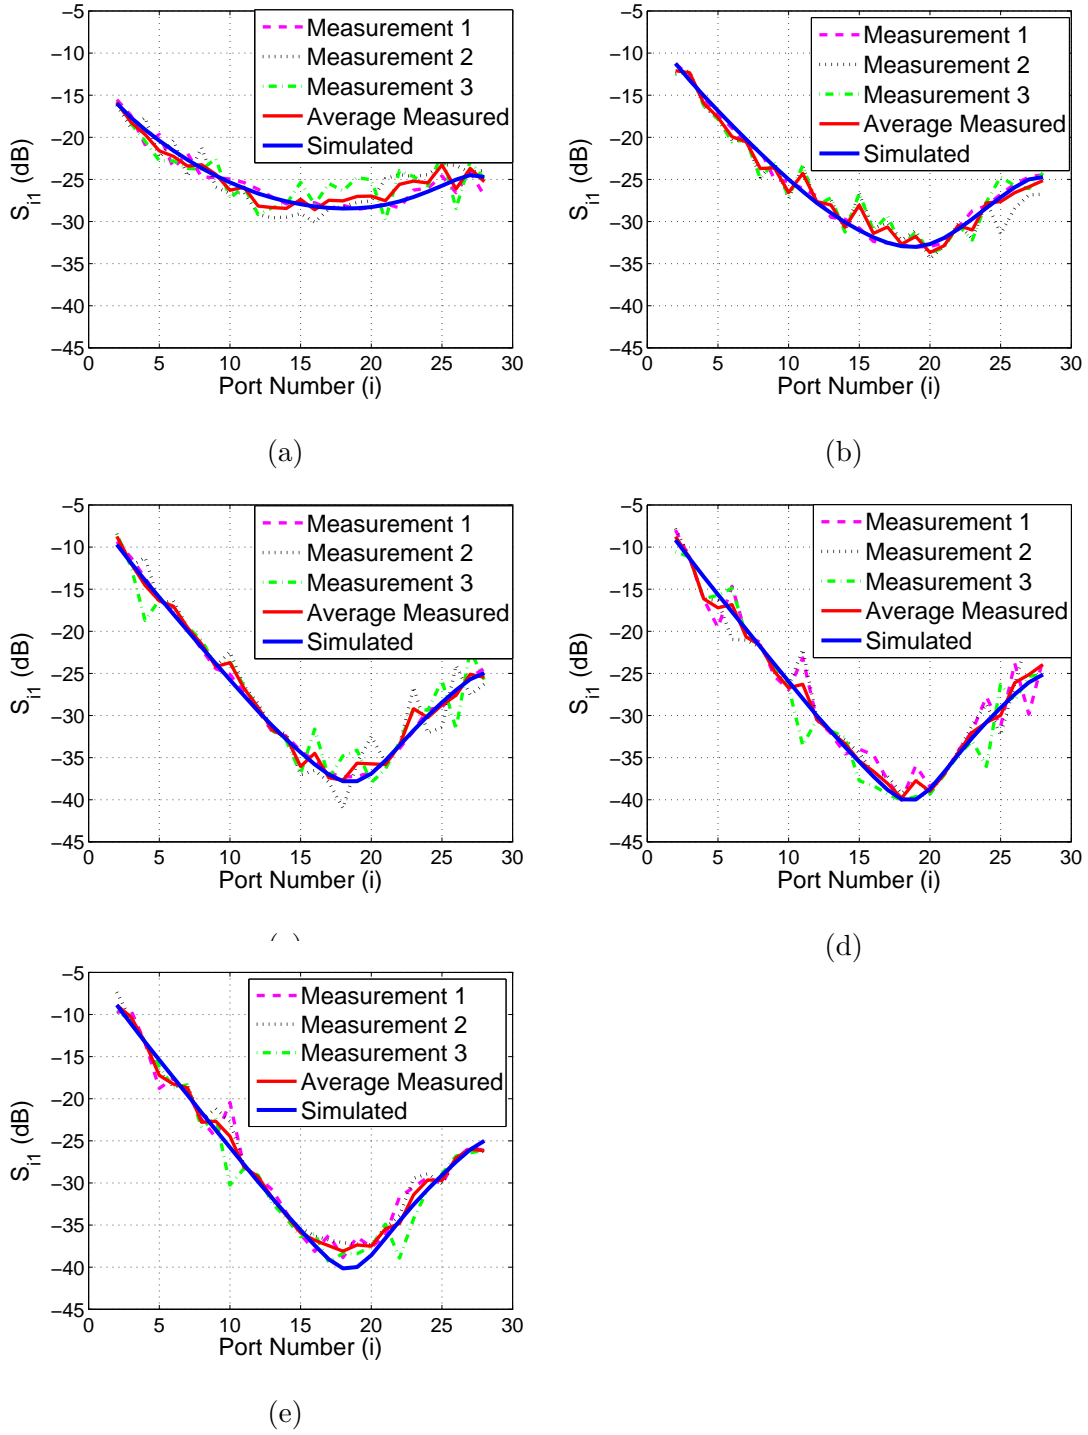 −5
−10
−15
−20
−25
−30
−35
−40
−45
0 5 10 15 20 25 30
S_i1 (dB)
Port Number (i)
Measurement 1
Measurement 2
Measurement 3
Average Measured
Simulated
(a)
−5
−10
−15
−20
−25
−30
−35
−40
−45
0 5 10 15 20 25 30
S_i1 (dB)
Port Number (i)
Measurement 1
Measurement 2
Measurement 3
Average Measured
Simulated
(b)
−5
−10
−15
−20
−25
−30
−35
−40
−45
0 5 10 15 20 25 30
S_i1 (dB)
Port Number (i)
Measurement 1
Measurement 2
Measurement 3
Average Measured
Simulated
−5
−10
−15
−20
−25
−30
−35
−40
−45
0 5 10 15 20 25 30
S_i1 (dB)
Port Number (i)
Measurement 1
Measurement 2
Measurement 3
Average Measured
Simulated
(d)
−5
−10
−15
−20
−25
−30
−35
−40
−45
0 5 10 15 20 25 30
S_i1 (dB)
Port Number (i)
Measurement 1
Measurement 2
Measurement 3
Average Measured
Simulated
(e)